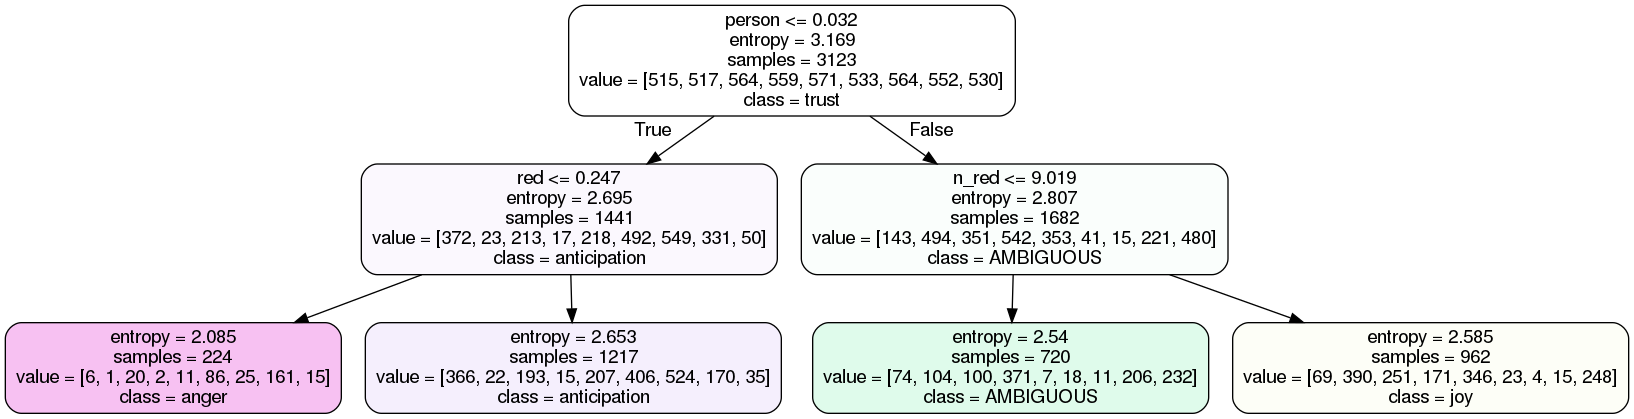 person <= 0.032
entropy = 3.169
samples = 3123
value = [515, 517, 564, 559, 571, 533, 564, 552, 530]
class = trust
True
False
red <= 0.247
entropy = 2.695
samples = 1441
value = [372, 23, 213, 17, 218, 492, 549, 331, 50]
class = anticipation
n_red <= 9.019
entropy = 2.807
samples = 1682
value = [143, 494, 351, 542, 353, 41, 15, 221, 480]
class = AMBIGUOUS
entropy = 2.085
samples = 224
value = [6, 1, 20, 2, 11, 86, 25, 161, 15]
class = anger
entropy = 2.653
samples = 1217
value = [366, 22, 193, 15, 207, 406, 524, 170, 35]
class = anticipation
entropy = 2.54
samples = 720
value = [74, 104, 100, 371, 7, 18, 11, 206, 232]
class = AMBIGUOUS
entropy = 2.585
samples = 962
value = [69, 390, 251, 171, 346, 23, 4, 15, 248]
class = joy